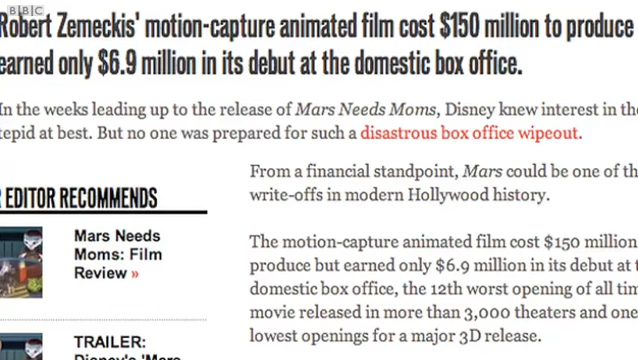 BBC
Robert Zemeckis' motion-capture animated film cost $150 million to produce
earned only $6.9 million in its debut at the domestic box office.
In the weeks leading up to the release of Mars Needs Moms, Disney knew interest in the
tepid at best. But no one was prepared for such a disastrous box office wipeout.
From a financial standpoint, Mars could be one of
write-offs in modern Hollywood history.
EDITOR RECOMMENDS
Mars Needs
Moms: Film
Review »
The motion-capture animated film cost $150 million
produce but earned only $6.9 million in its debut at
domestic box office, the 12th worst opening of all
movie released in more than 3,000 theaters and one
lowest openings for a major 3D release.
TRAILER:
Disney's 'Mars